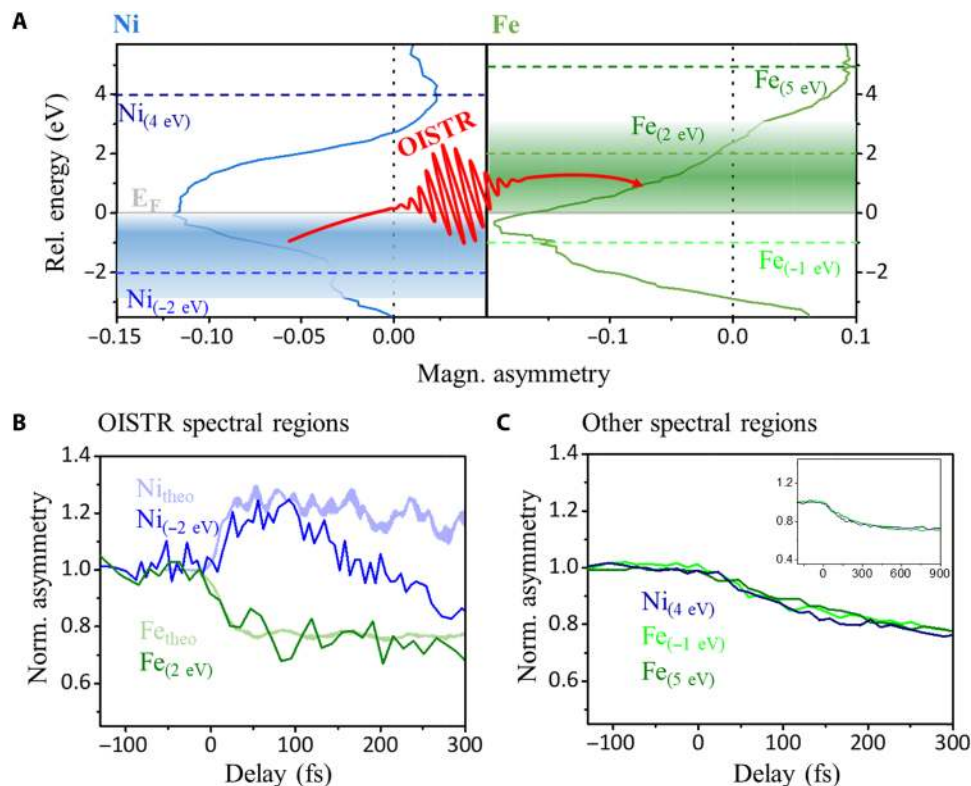 A
Ni
Fe
Rel. energy (eV)
4
2
0
−2
Ni(4 eV)
EF
Ni(−2 eV)
OISTR
Fe(5 eV)
Fe(2 eV)
Fe(−1 eV)
4
2
0
−2
−0.15 −0.10 −0.05 0.00 −0.1 0.0 0.1
Magn. asymmetry
B OISTR spectral regions
Norm. asymmetry
1.4
1.2
1.0
0.8
0.6
Nitheo
Ni(−2 eV)
Fetheo
Fe(2 eV)
−100 0 100 200 300
Delay (fs)
C Other spectral regions
Norm. asymmetry
1.4
1.2
1.0
0.8
0.6
1.2
0.8
0.4
0 300 600 900
Ni(4 eV)
Fe(−1 eV)
Fe(5 eV)
−100 0 100 200 300
Delay (fs)